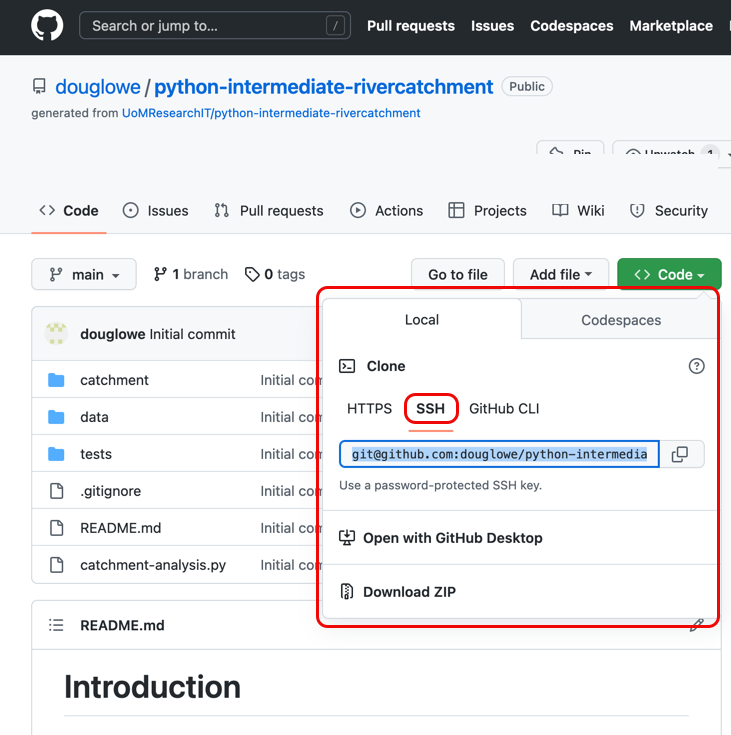 Search or jump to... / Pull requests Issues Codespaces Marketplace
douglowe / python-intermediate-rivercatchment Public
generated from UoMResearchIT/python-intermediate-rivercatchment
Pin Unwatch 1
Code Issues Pull requests Actions Projects Wiki Security
main 1 branch 0 tags Go to file Add file Code
Local Codespaces
douglowe Initial commit
Clone
catchment Initial com
HTTPS SSH GitHub CLI
data Initial com
tests Initial com
git@github.com:douglowe/python-intermedia
Use a password-protected SSH key.
.gitignore Initial com
README.md Initial com
Open with GitHub Desktop
catchment-analysis.py Initial com
Download ZIP
README.md
Introduction